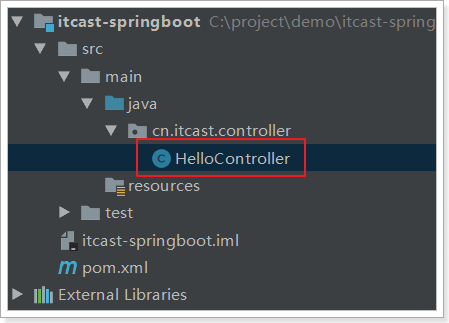 itcast-springboot C:\project\demo\itcast-spring
src
main
java
cn.itcast.controller
HelloController
resources
test
itcast-springboot.iml
pom.xml
External Libraries